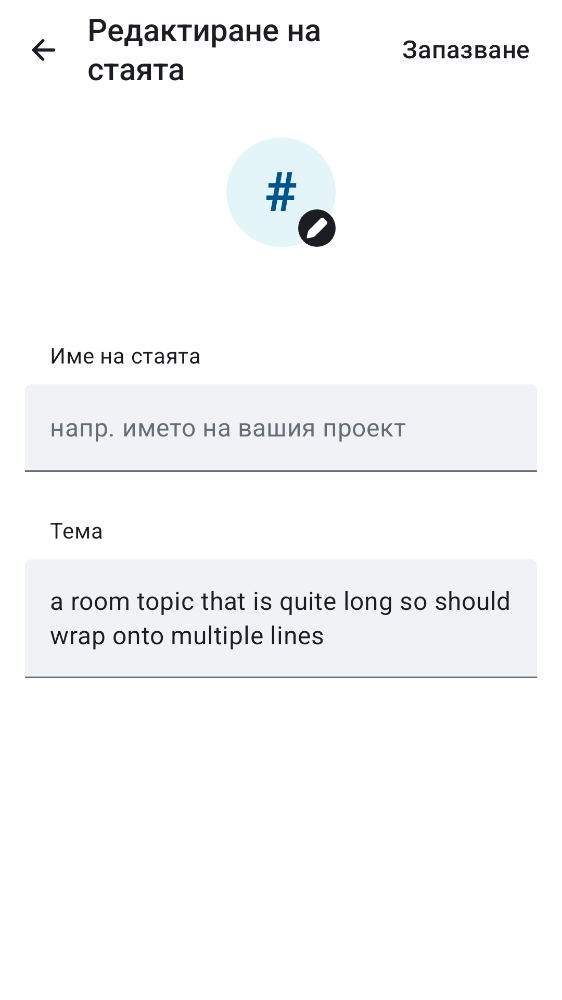 Редактиране на
стаята
Запазване
#
Име на стаята
напр. името на вашия проект
Тема
a room topic that is quite long so should
wrap onto multiple lines